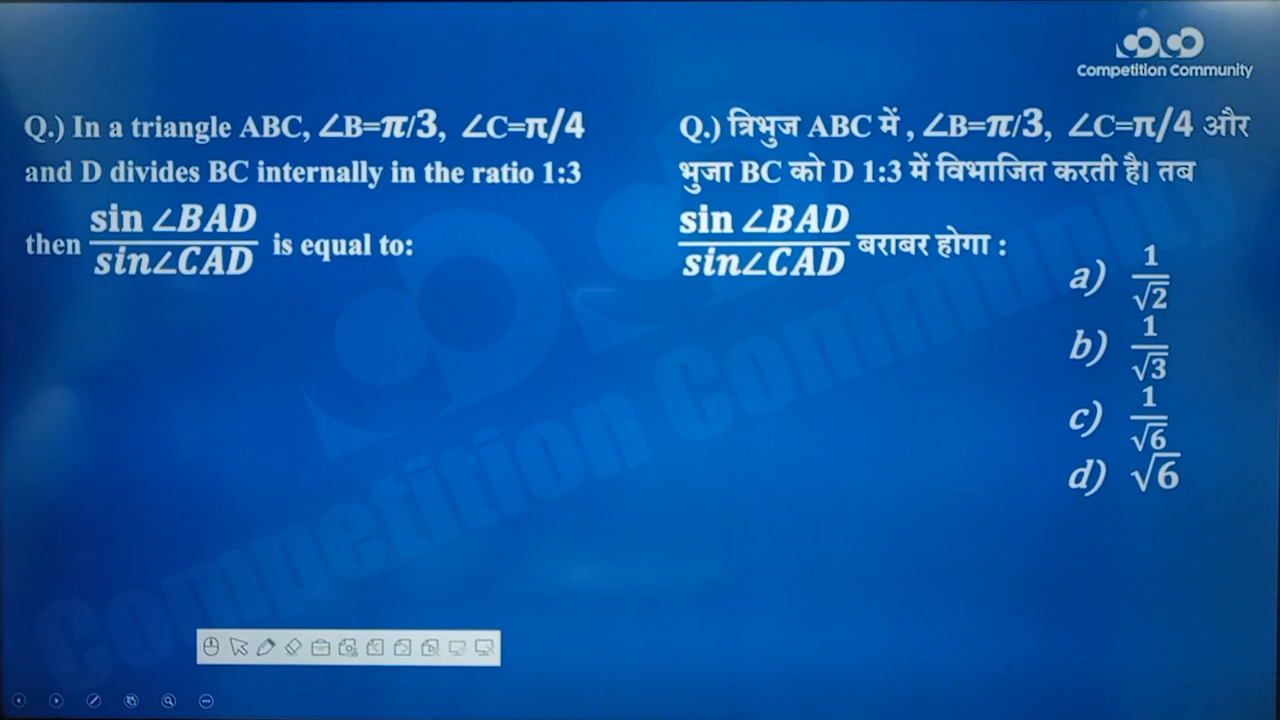 Competition Community
Q.) In a triangle ABC, ∠B=π/3, ∠C=π/4
and D divides BC internally in the ratio 1:3
then sin ∠BAD / sin∠CAD is equal to:
Q.) त्रिभुज ABC में , ∠B=π/3, ∠C=π/4 और
भुजा BC को D 1:3 में विभाजित करती है। तब
sin ∠BAD / sin∠CAD बराबर होगा :
a) 1/√2
b) 1/√3
c) 1/√6
d) √6
Competition Community